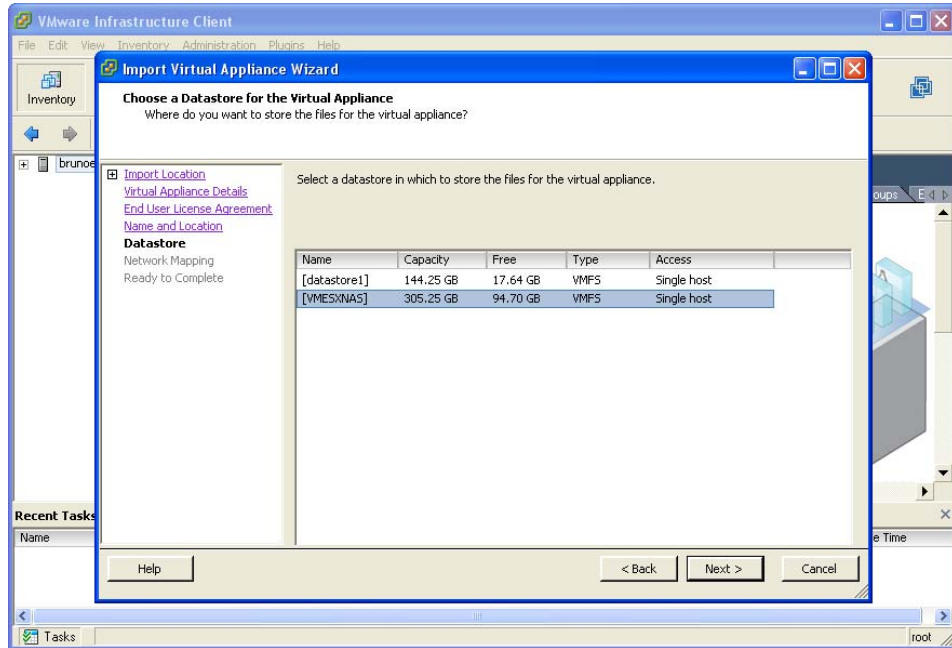 VMware Infrastructure Client
File Edit View Inventory Administration Plugins Help
Inventory
Import Virtual Appliance Wizard
Choose a Datastore for the Virtual Appliance
Where do you want to store the files for the virtual appliance?
brunoe
Import Location
Virtual Appliance Details
End User License Agreement
Name and Location
Datastore
Network Mapping
Ready to Complete
Select a datastore in which to store the files for the virtual appliance.
Name Capacity Free Type Access
[datastore1] 144.25 GB 17.64 GB VMFS Single host
[VMESXNAS] 305.25 GB 94.70 GB VMFS Single host
oups E
Recent Tasks
Name
e Time
Help < Back Next > Cancel
Tasks
root